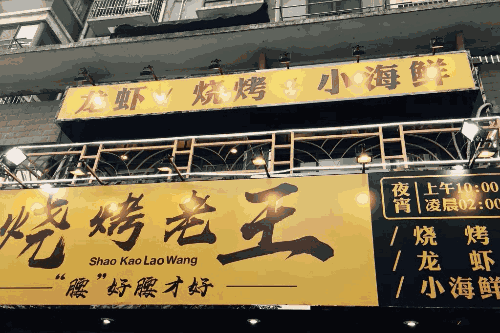 龙虾 烧烤 小海鲜
烧烤老王
Shao Kao Lao Wang
“腰”好腰才好
夜宵
上午10:00
凌晨02:00
/ 烧 烤
/ 龙 虾
/ 小海鲜